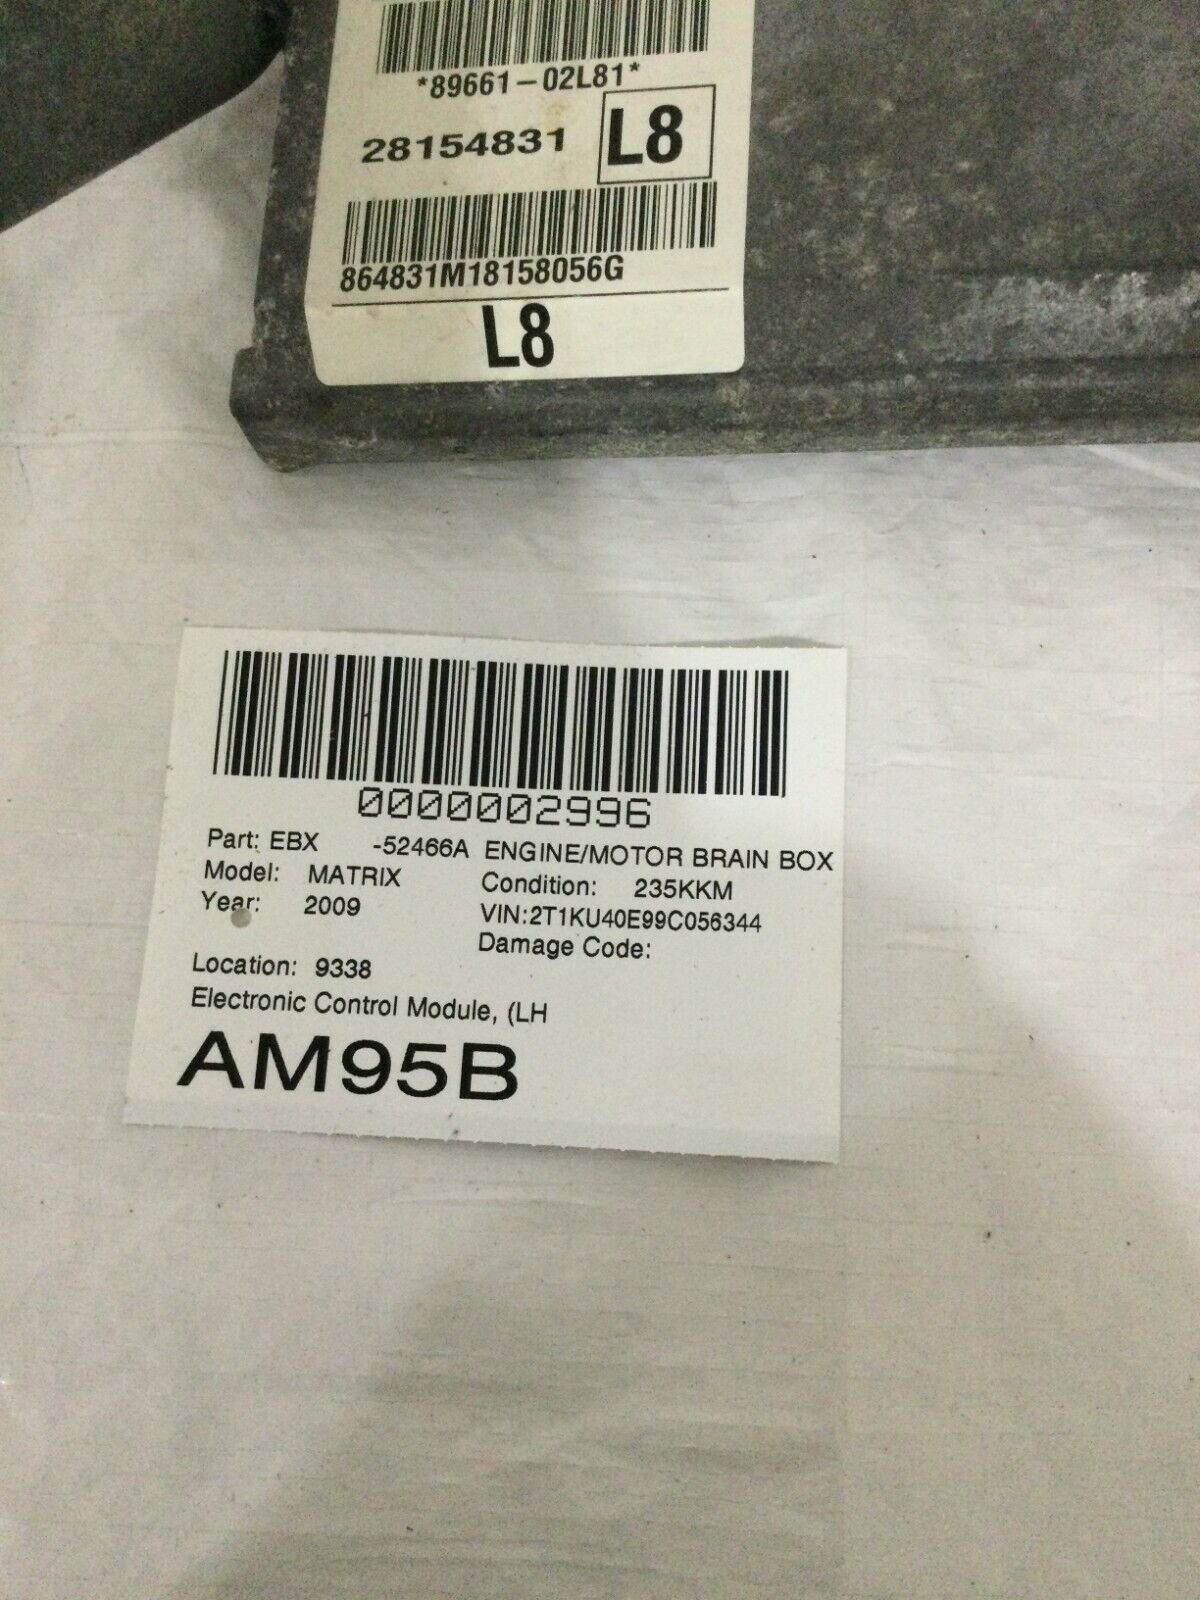 *89661-02L81*
28154831 L8
864831M18158056G
L8
0000002996
Part: EBX -52466A ENGINE/MOTOR BRAIN BOX
Model: MATRIX Condition: 235KKM
Year: 2009 VIN:2T1KU40E99C056344
Damage Code:
Location: 9338
Electronic Control Module, (LH
AM95B